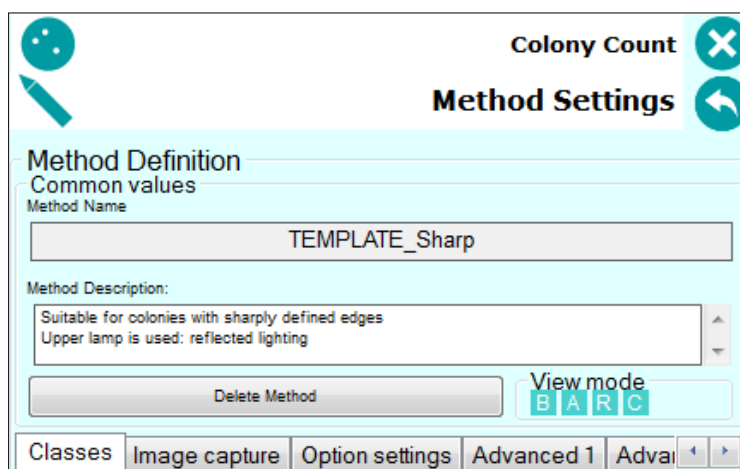 Colony Count
Method Settings
Method Definition
Common values
Method Name
TEMPLATE_Sharp
Method Description:
Suitable for colonies with sharply defined edges
Upper lamp is used: reflected lighting
Delete Method
View mode
B A R C
Classes Image capture Option settings Advanced 1 Advar